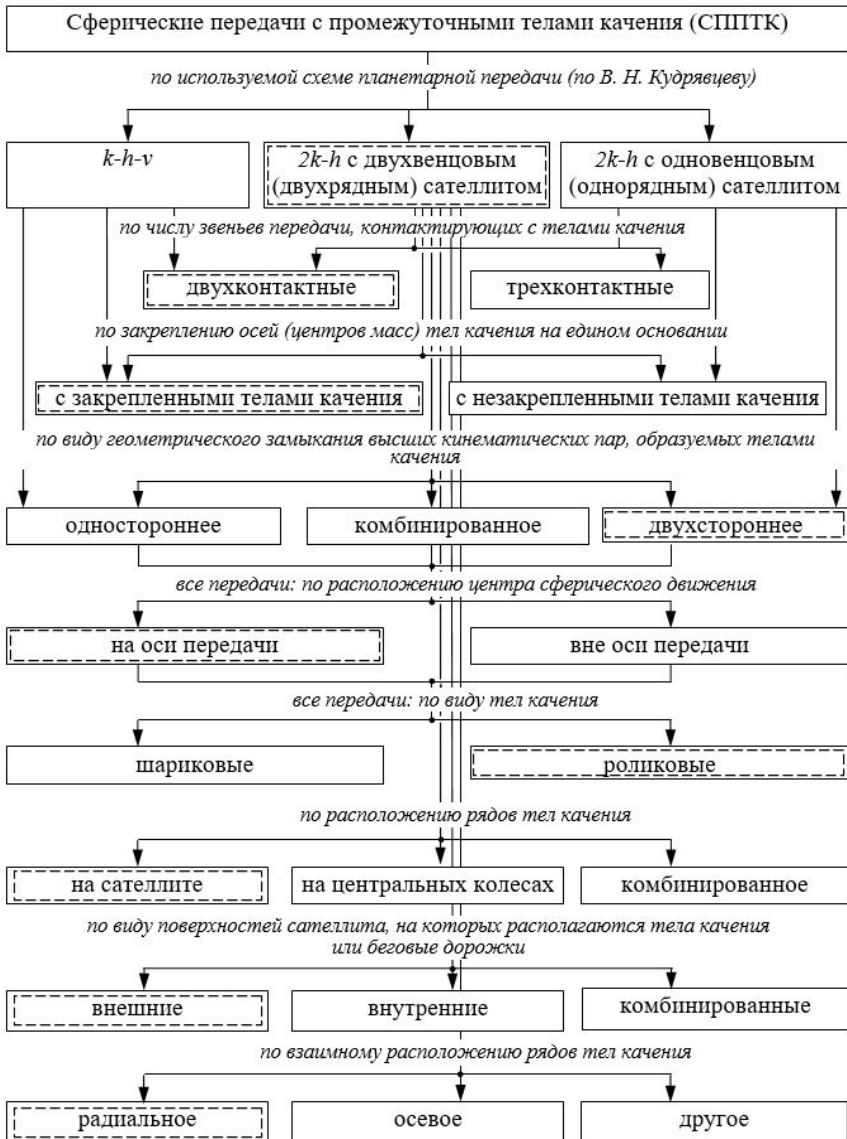 Сферические передачи с промежуточными телами качения (СППТК)
по используемой схеме планетарной передачи (по В. Н. Кудрявцеву)
k-h-v
2k-h с двухвенцовым
(двухрядным) сателлитом
2k-h с одновенцовым
(однорядным) сателлитом
по числу звеньев передачи, контактирующих с телами качения
двухконтактные
трехконтактные
по закреплению осей (центров масс) тел качения на едином основании
с закрепленными телами качения
с незакрепленными телами качения
по виду геометрического замыкания высших кинематических пар, образуемых телами
качения
одностороннее
комбинированное
двухстороннее
все передачи: по расположению центра сферического движения
на оси передачи
вне оси передачи
все передачи: по виду тел качения
шариковые
роликовые
по расположению рядов тел качения
на сателлите
на центральных колесах
комбинированное
по виду поверхностей сателлита, на которых располагаются тела качения
или беговые дорожки
внешние
внутренние
комбинированные
по взаимному расположению рядов тел качения
радиальное
осевое
другое